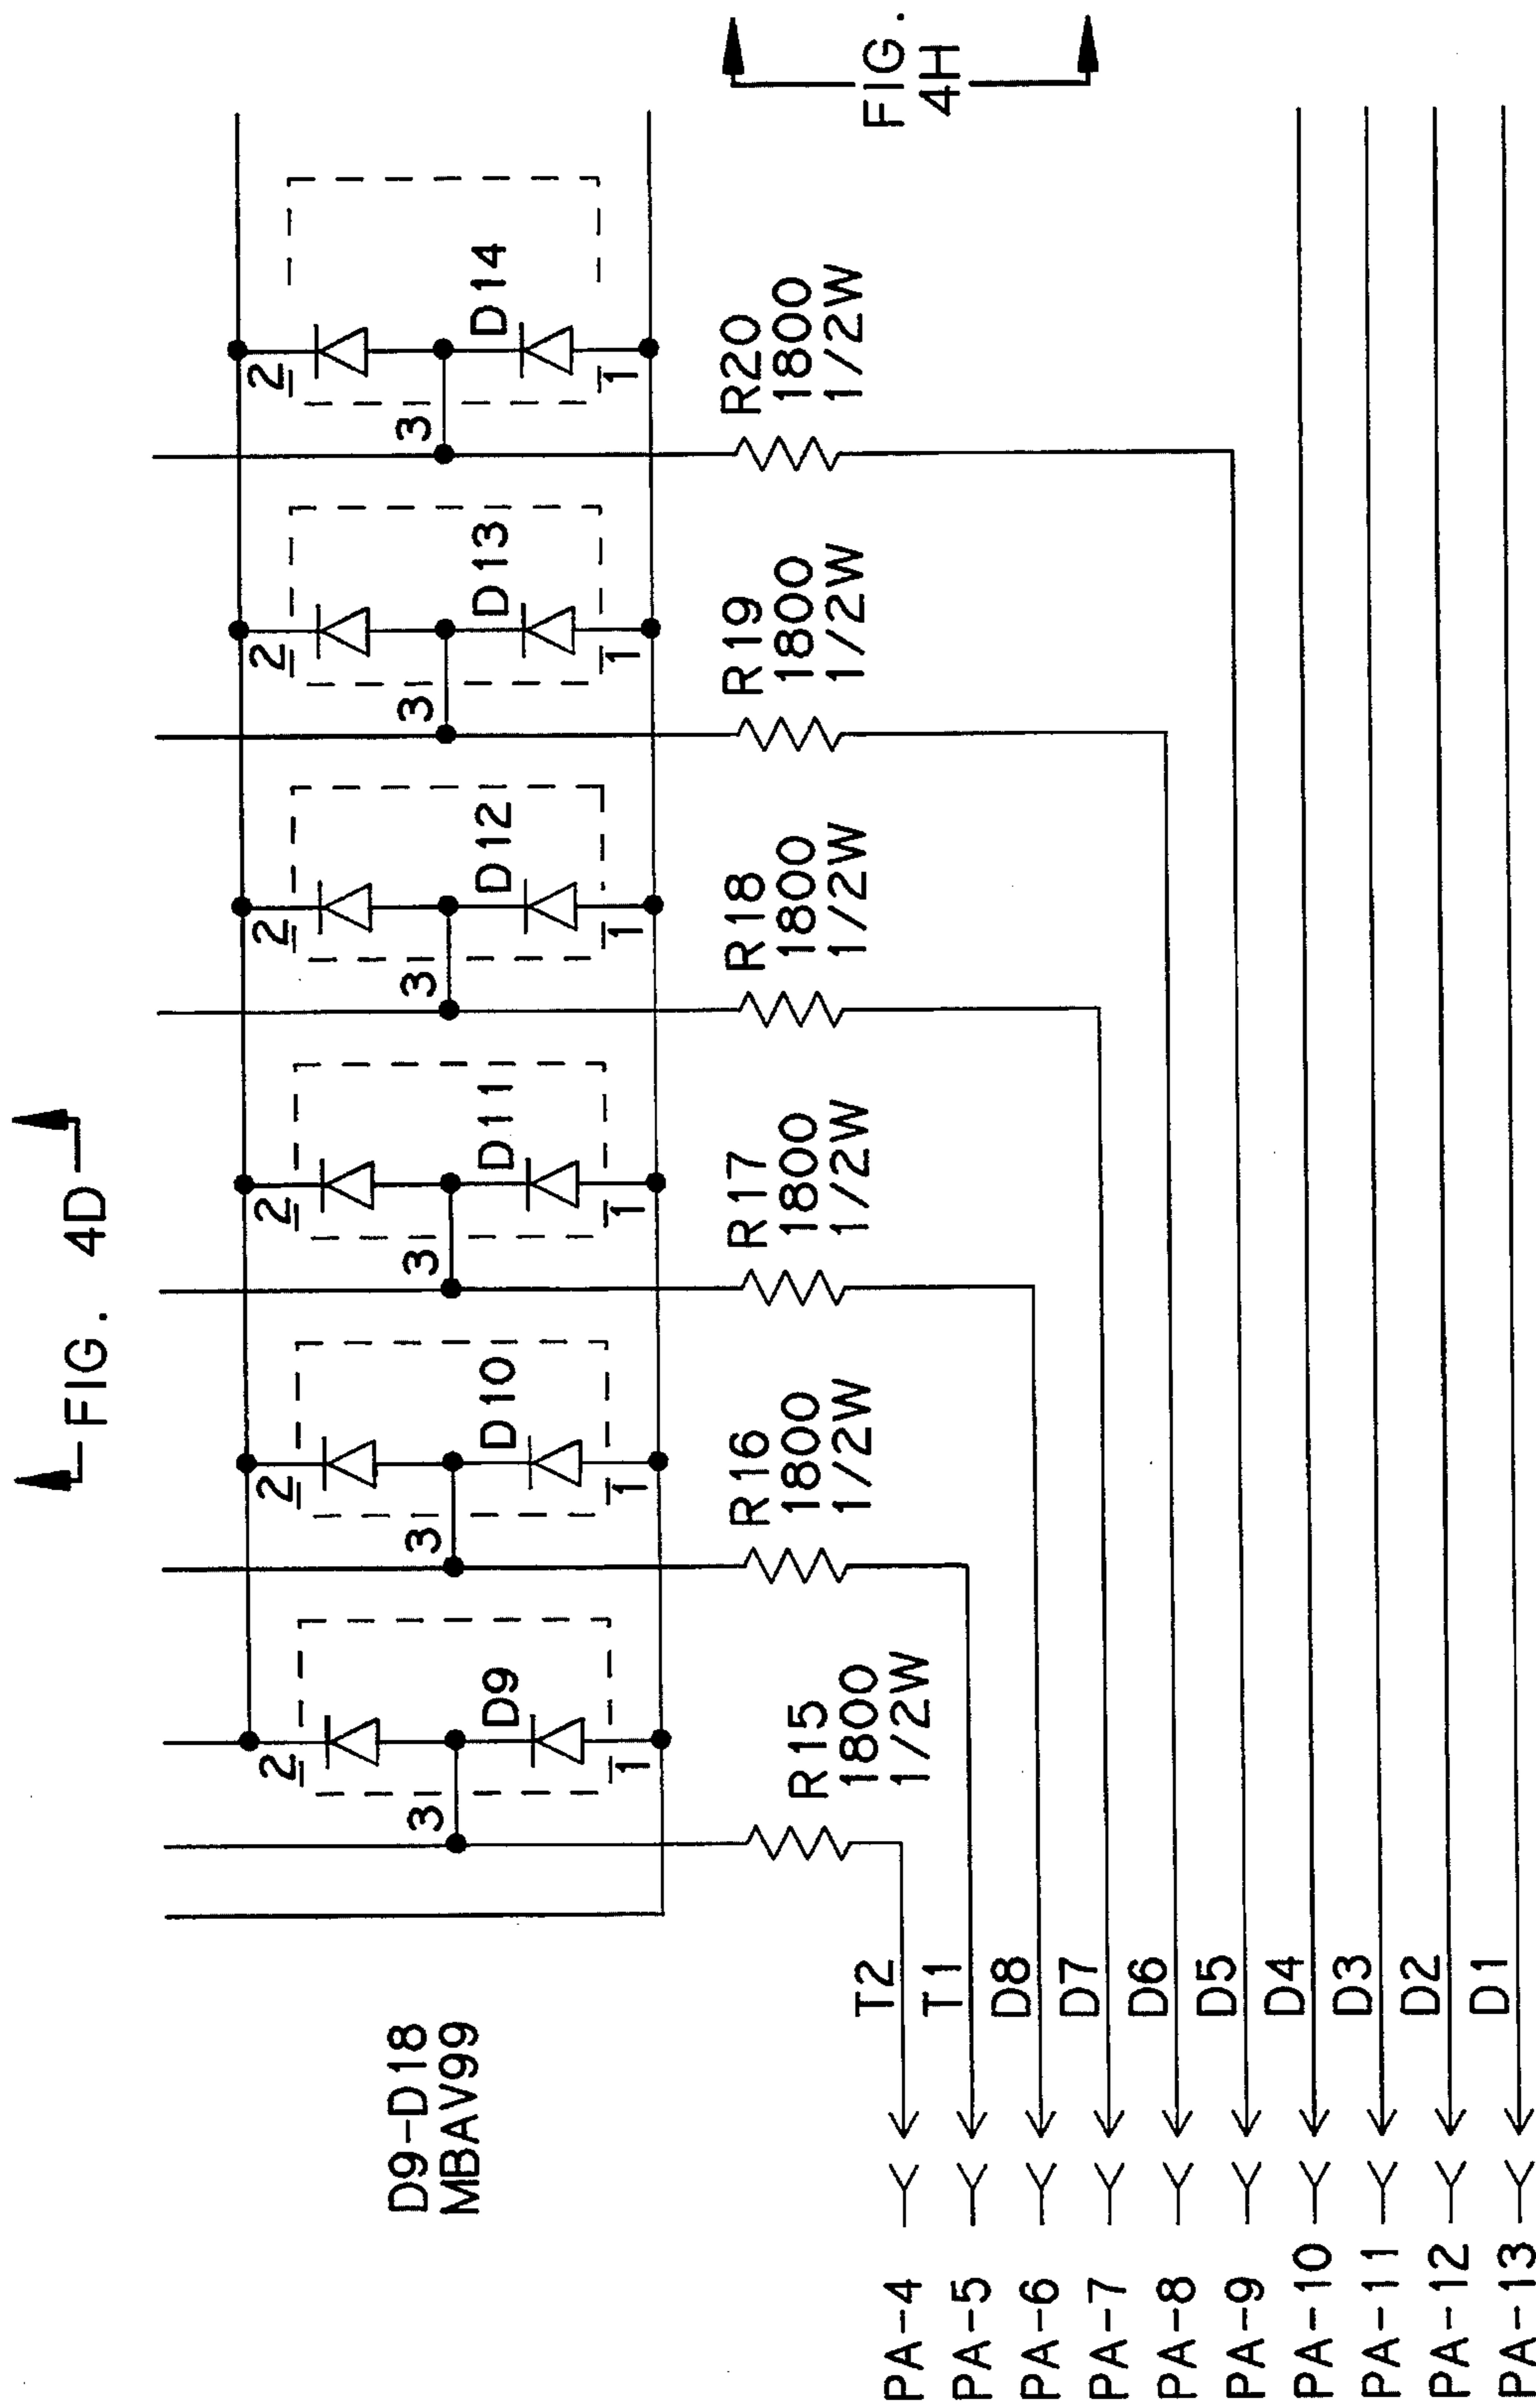 FIG. 4D
FIG.
4H
D9-D18
MBAV99
2
3
D9
1
2
3
D10
1
2
3
D11
1
2
3
D12
1
2
3
D13
1
2
3
D14
1
R15
1800
1/2W
R16
1800
1/2W
R17
1800
1/2W
R18
1800
1/2W
R19
1800
1/2W
R20
1800
1/2W
PA-4 T2
PA-5 T1
PA-6 D8
PA-7 D7
PA-8 D6
PA-9 D5
PA-10 D4
PA-11 D3
PA-12 D2
PA-13 D1